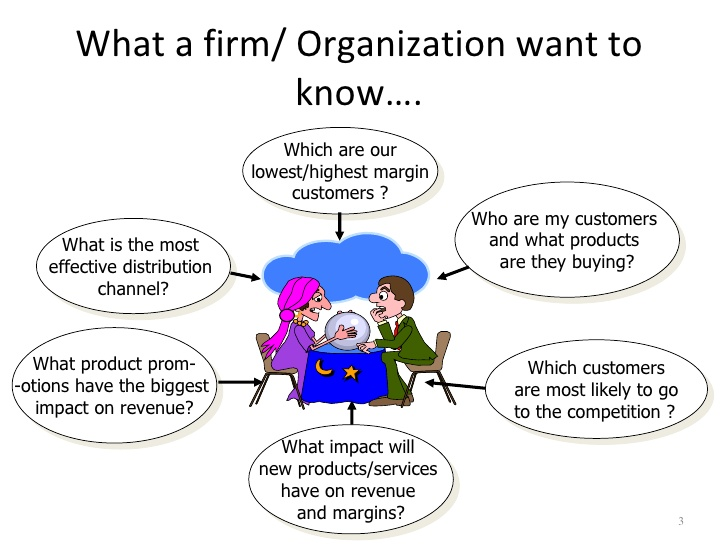 What a firm/ Organization want to
know….
Which are our
lowest/highest margin
customers ?
Who are my customers
and what products
are they buying?
What is the most
effective distribution
channel?
What product prom-
-otions have the biggest
impact on revenue?
Which customers
are most likely to go
to the competition ?
What impact will
new products/services
have on revenue
and margins?
3